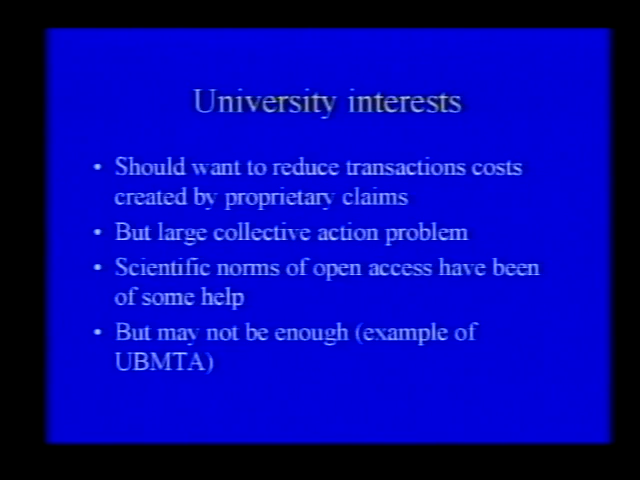 University interests
• Should want to reduce transactions costs
created by proprietary claims
• But large collective action problem
• Scientific norms of open access have been
of some help
• But may not be enough (example of
UBMTA)